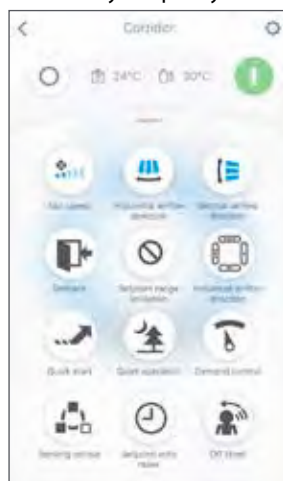 Corridor
24°C 30°C
Fan speed
Horizontal airflow direction
Vertical airflow direction
Setback
Setpoint range limitation
Individual airflow direction
Quick start
Quiet operation
Demand control
Sensing sensor
Setpoint auto reset
Off timer